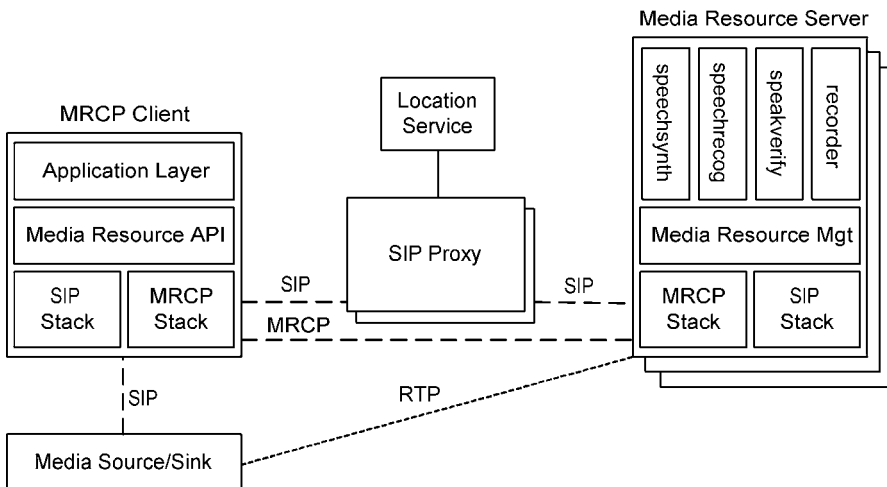 Media Resource Server
speechsynth
speechrecog
speakverify
recorder
Media Resource Mgt
MRCP
Stack
SIP
Stack
Location
Service
SIP Proxy
MRCP Client
Application Layer
Media Resource API
SIP
Stack
MRCP
Stack
SIP
SIP
MRCP
SIP
RTP
Media Source/Sink